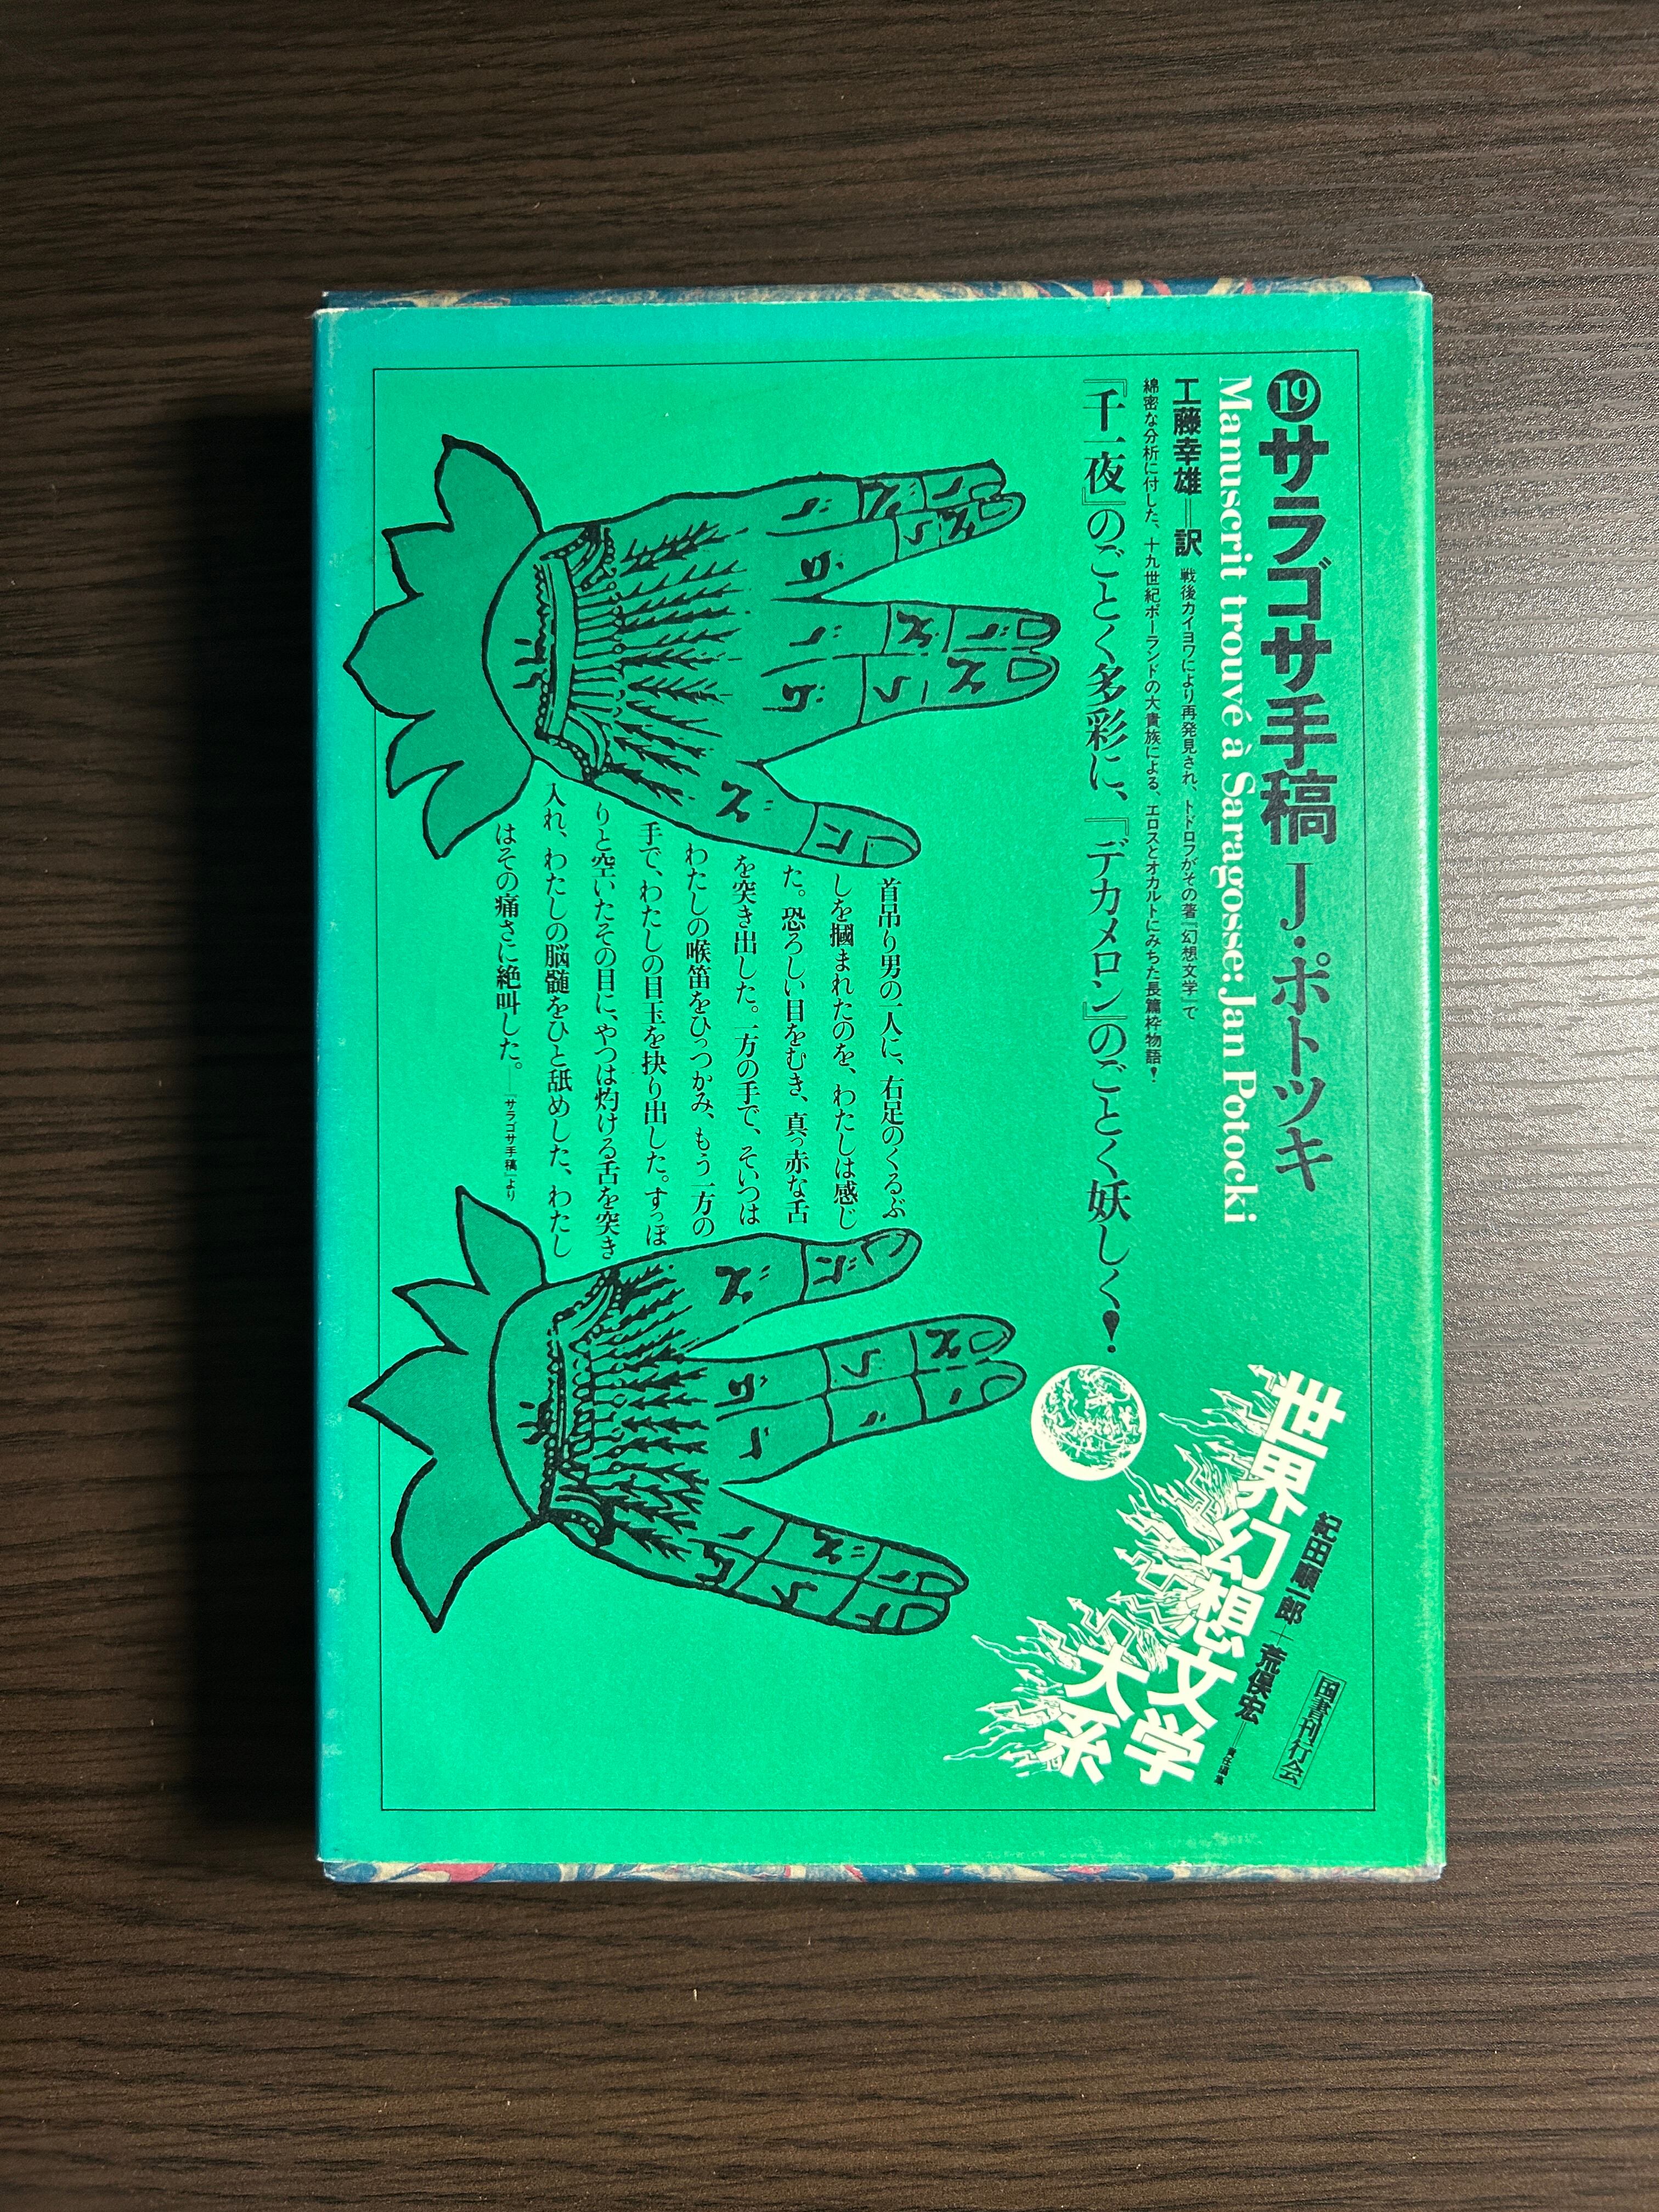 ⓳サラゴサ手稿 J・ポトツキ
Manuscrit trouvé á Saragosse: Jan Potocki
工藤幸雄=訳 戦後カイヨワにより再発見され、トドロフがその著『幻想文学』で
綿密な分析に付した、十九世紀ポーランドの大貴族による、エロスとオカルトにみちた長篇枠物語!
『千一夜』のごとく多彩に、『デカメロン』のごとく妖しく!
首吊り男の一人に、右足のくるぶ
しを摑まれたのを、わたしは感じ
た。恐ろしい目をむき、真っ赤な舌
を突き出した。一方の手で、そいつは
わたしの喉笛をひっつかみ、もう一方の
手で、わたしの目玉を抉り出した。すっぽ
りと空いたその目に、やつは灼ける舌を突き
入れ、わたしの脳髄をひと舐めした、わたし
はその痛さに絶叫した。—「サラゴサ手稿」より
世界幻想文学
大系
紀田順一郎+荒俣宏=責任編集
国書刊行会